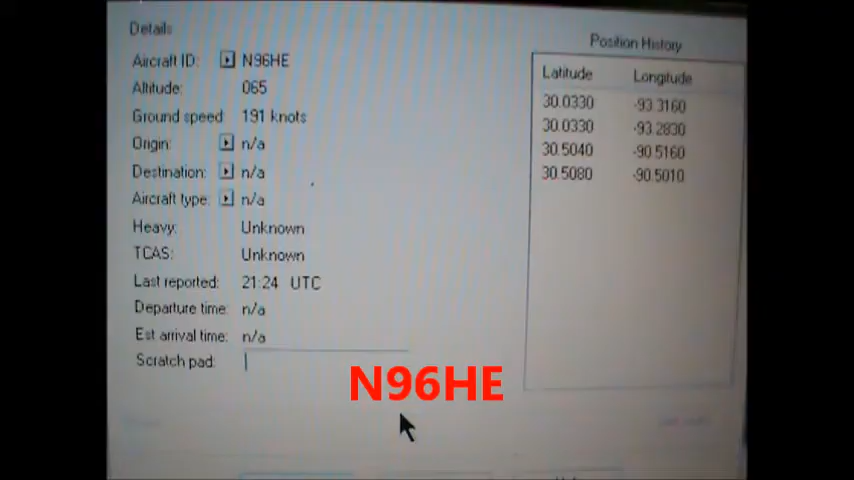 Details
Aircraft ID: N96HE
Altitude: 065
Ground speed: 191 knots
Origin: n/a
Destination: n/a
Aircraft type: n/a
Heavy: Unknown
TCAS: Unknown
Last reported: 21:24 UTC
Departure time: n/a
Est arrival time: n/a
Scratch pad:
Position History
Latitude Longitude
30.0330 -93.3160
30.0330 -93.2830
30.5040 -90.5160
30.5080 -90.5010
N96HE